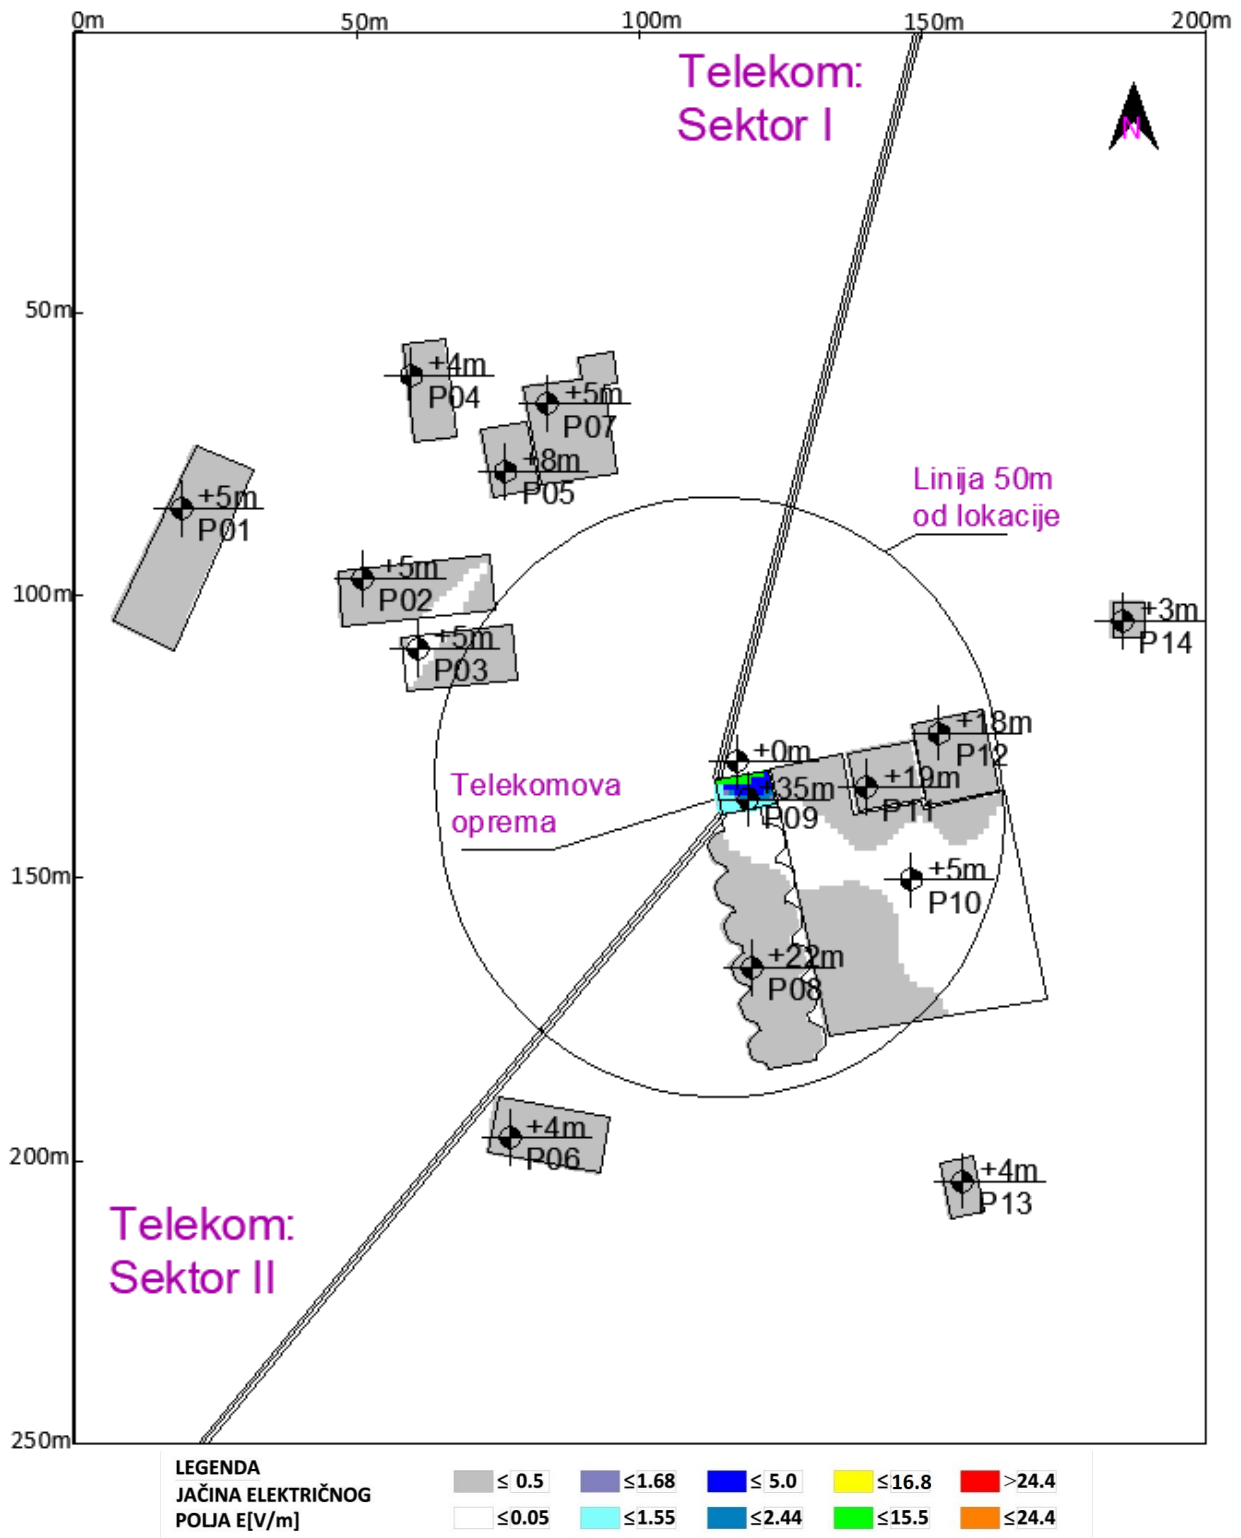 0m
50m
100m
150m
200m
Telekom:
Sektor I
N
50m
+4m
P04
+5m
P07
+8m
P05
Linija 50m
od lokacije
+5m
P01
100m
+5m
P02
+3m
P14
+5m
P03
+18m
P12
+0m
Telekomova
oprema
+19m
P11
+35m
P09
150m
+5m
P10
+22m
P08
200m
+4m
P06
+4m
P13
Telekom:
Sektor II
250m
LEGENDA
JAČINA ELEKTRIČNOG
POLJA E[V/m]
≤ 0.5
≤1.68
≤ 5.0
≤16.8
>24.4
≤0.05
≤1.55
≤2.44
≤15.5
≤24.4